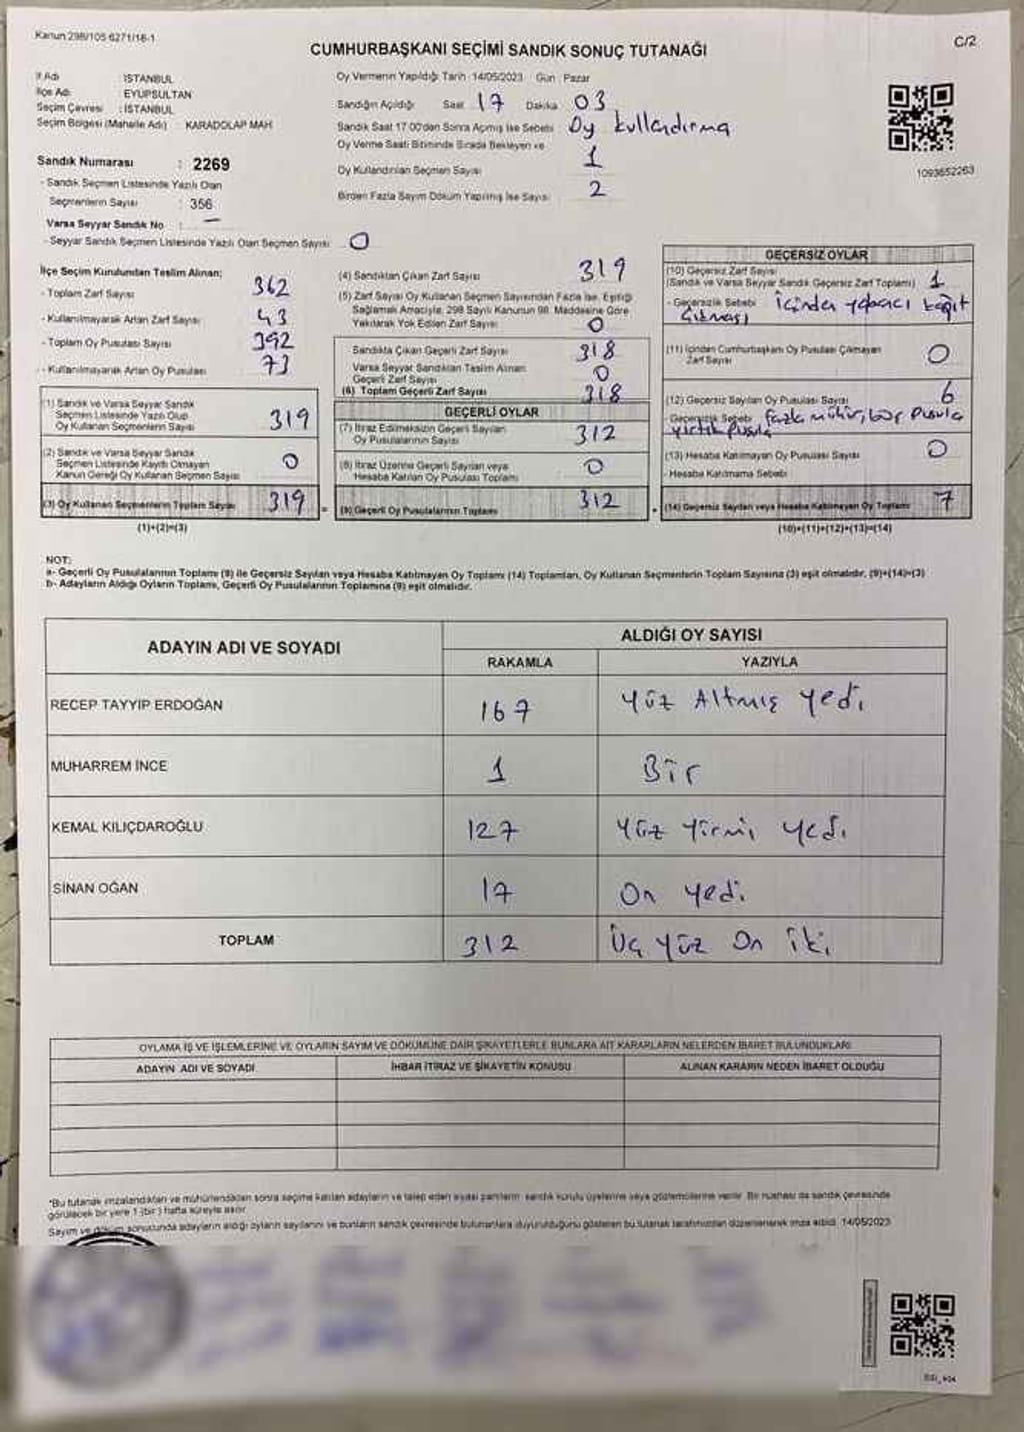 Kanun 298/105 6271/18-1
C/2
CUMHURBAŞKANI SEÇİMİ SANDIK SONUÇ TUTANAĞI
İl Adı : İSTANBUL
İlçe Adı : EYÜPSULTAN
Seçim Çevresi : İSTANBUL
Seçim Bölgesi (Mahalle Adı) : KARADOLAP MAH
Oy Vermenin Yapıldığı Tarih : 14/05/2023 Gün : Pazar
Sandığın Açıldığı Saat 17 Dakika 03
Sandık Saat 17.00'den Sonra Açılmış İse Sebebi Oy kullandırma
Oy Verme Saati Bitiminde Sırada Bekleyen ve
Oy Kullandırılan Seçmen Sayısı 1
Birden Fazla Sayım Döküm Yapılmış İse Sayısı 2
1093652263
Sandık Numarası : 2269
- Sandık Seçmen Listesinde Yazılı Olan
Seçmenlerin Sayısı : 356
Varsa Seyyar Sandık No : —
- Seyyar Sandık Seçmen Listesinde Yazılı Olan Seçmen Sayısı 0
İlçe Seçim Kurulundan Teslim Alınan:
- Toplam Zarf Sayısı 362
- Kullanılmayarak Artan Zarf Sayısı 43
- Toplam Oy Pusulası Sayısı 392
- Kullanılmayarak Artan Oy Pusulası 73
(1) Sandık ve Varsa Seyyar Sandık
Seçmen Listesinde Yazılı Olup
Oy Kullanan Seçmenlerin Sayısı 319
(2) Sandık ve Varsa Seyyar Sandık
Seçmen Listesinde Kayıtlı Olmayan
Kanun Gereği Oy Kullanan Seçmen Sayısı 0
(3) Oy Kullanan Seçmenlerin Toplam Sayısı 319
(1)+(2)=(3)
(4) Sandıktan Çıkan Zarf Sayısı 319
(5) Zarf Sayısı Oy Kullanan Seçmen Sayısından Fazla İse, Eşitliği
Sağlamak Amacıyla, 298 Sayılı Kanunun 98. Maddesine Göre
Yakılarak Yok Edilen Zarf Sayısı 0
Sandıkta Çıkan Geçerli Zarf Sayısı 318
Varsa Seyyar Sandıktan Teslim Alınan
Geçerli Zarf Sayısı 0
(6) Toplam Geçerli Zarf Sayısı 318
GEÇERLİ OYLAR
(7) İtiraz Edilmeksizin Geçerli Sayılan
Oy Pusulalarının Sayısı 312
(8) İtiraz Üzerine Geçerli Sayılan veya
Hesaba Katılan Oy Pusulası Toplamı 0
(9) Geçerli Oy Pusulalarının Toplamı 312
GEÇERSİZ OYLAR
(10) Geçersiz Zarf Sayısı
(Sandık ve Varsa Seyyar Sandık Geçersiz Zarf Toplamı) 1
- Geçersizlik Sebebi İçinden yabancı kağıt
Çıkması
(11) İçinden Cumhurbaşkanı Oy Pusulası Çıkmayan
Zarf Sayısı 0
(12) Geçersiz Sayılan Oy Pusulası Sayısı 6
- Geçersizlik Sebebi fazla mühür, boş pusula
yırtık pusula
(13) Hesaba Katılmayan Oy Pusulası Sayısı 0
- Hesaba Katılmama Sebebi
(14) Geçersiz Sayılan veya Hesaba Katılmayan Oy Toplamı 7
(10)+(11)+(12)+(13)=(14)
NOT:
a- Geçerli Oy Pusulalarının Toplamı (9) ile Geçersiz Sayılan veya Hesaba Katılmayan Oy Toplamı (14) Toplamları, Oy Kullanan Seçmenlerin Toplam Sayısına (3) eşit olmalıdır. (9)+(14)=(3)
b- Adayların Aldığı Oyların Toplamı, Geçerli Oy Pusulalarının Toplamına (9) eşit olmalıdır.
ADAYIN ADI VE SOYADI
ALDIĞI OY SAYISI
RAKAMLA YAZIYLA
RECEP TAYYİP ERDOĞAN 167 Yüz Altmış Yedi
MUHARREM İNCE 1 Bir
KEMAL KILIÇDAROĞLU 127 Yüz Yirmi yedi
SİNAN OĞAN 17 On yedi
TOPLAM 312 Üç yüz On iki
OYLAMA İŞ VE İŞLEMLERİNE VE OYLARIN SAYIM VE DÖKÜMÜNE DAİR ŞİKAYETLERLE BUNLARA AİT KARARLARIN NELERDEN İBARET BULUNDUKLARI
ADAYIN ADI VE SOYADI İHBAR İTİRAZ VE ŞİKAYETİN KONUSU ALINAN KARARIN NEDEN İBARET OLDUĞU
*Bu tutanak imzalandıktan ve mühürlendikten sonra seçime katılan adayların ve talep eden siyasi partilerin sandık kurulu üyelerine veya gözlemcilerine verilir. Bir nüshası da sandık çevresinde
görülecek bir yere 1 (bir) hafta süreyle asılır.
Sayım ve döküm sonucunda adayların aldığı oyların sayılarını ve bunların sandık çevresinde bulunanlara duyurulduğunu gösteren bu tutanak tarafımızdan düzenlenerek imza edildi. 14/05/2023